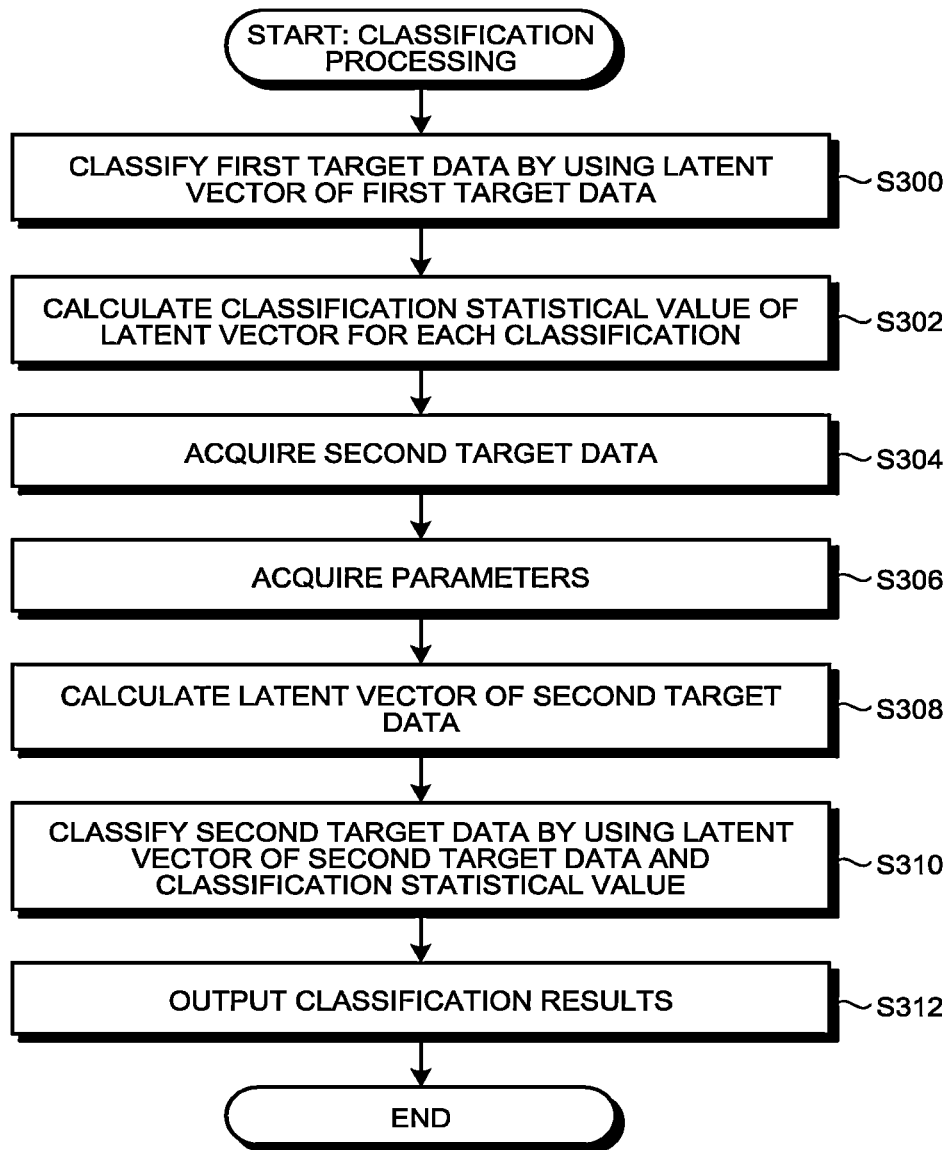 START: CLASSIFICATION
PROCESSING
CLASSIFY FIRST TARGET DATA BY USING LATENT
VECTOR OF FIRST TARGET DATA
S300
CALCULATE CLASSIFICATION STATISTICAL VALUE OF
LATENT VECTOR FOR EACH CLASSIFICATION
S302
ACQUIRE SECOND TARGET DATA
S304
ACQUIRE PARAMETERS
S306
CALCULATE LATENT VECTOR OF SECOND TARGET
DATA
S308
CLASSIFY SECOND TARGET DATA BY USING LATENT
VECTOR OF SECOND TARGET DATA AND
CLASSIFICATION STATISTICAL VALUE
S310
OUTPUT CLASSIFICATION RESULTS
S312
END